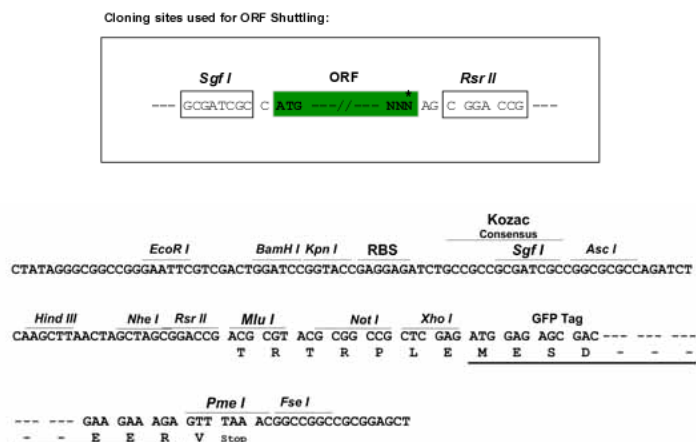 Cloning sites used for ORF Shuttling:
Sgf I ORF Rsr II
--- GCGATCGC C ATG ---//--- NNN* AG C GGA CCG ---
Kozac
Consensus
EcoR I BamH I Kpn I RBS Sgf I Asc I
CTATAGGGCGGCCGGGAATTCGTCGACTGGATCCGGTACCGAGGAGATCTGCCGCCGCGATCGCCGGCGCGCCAGATCT
Hind III Nhe I Rsr II Mlu I Not I Xho I GFP Tag
CAAGCTTAACTAGCTAGCGGACCG ACG CGT ACG CGG CCG CTC GAG ATG GAG AGC GAC --- --- ---
T R T R P L E M E S D - - -
Pme I Fse I
--- --- GAA GAA AGA GTT TAA ACGGCCGGCCGCGGAGCT
- - E E R V Stop